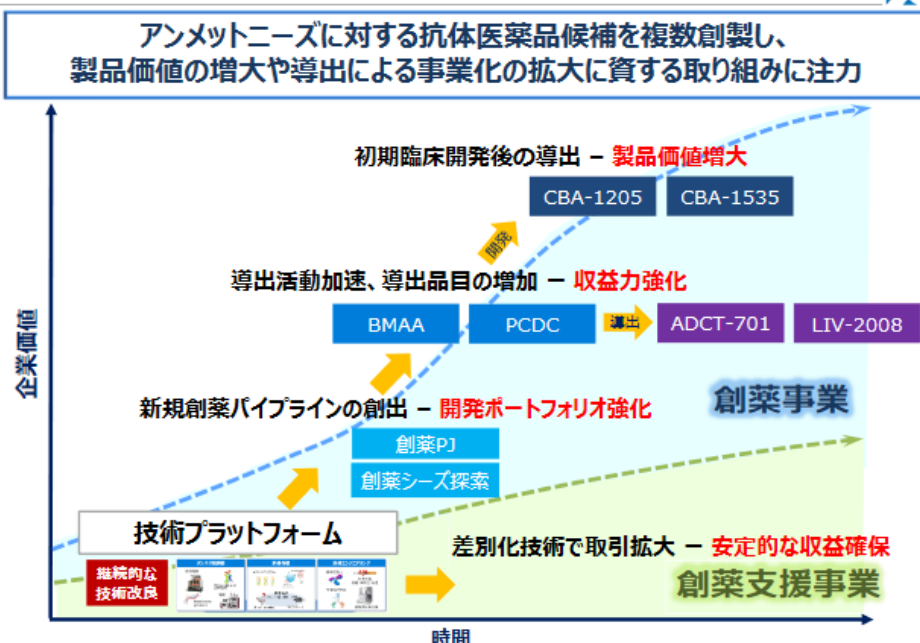 アンメットニーズに対する抗体医薬品候補を複数創製し、
製品価値の増大や導出による事業化の拡大に資する取り組みに注力
初期臨床開発後の導出 － 製品価値増大
CBA-1205
CBA-1535
開発
導出活動加速、導出品目の増加 － 収益力強化
BMAA
PCDC
導出
ADCT-701
LIV-2008
企業価値
新規創薬パイプラインの創出 － 開発ポートフォリオ強化
創薬事業
創薬PJ
創薬シーズ探索
技術プラットフォーム
差別化技術で取引拡大 － 安定的な収益確保
継続的な
技術改良
創薬支援事業
時間